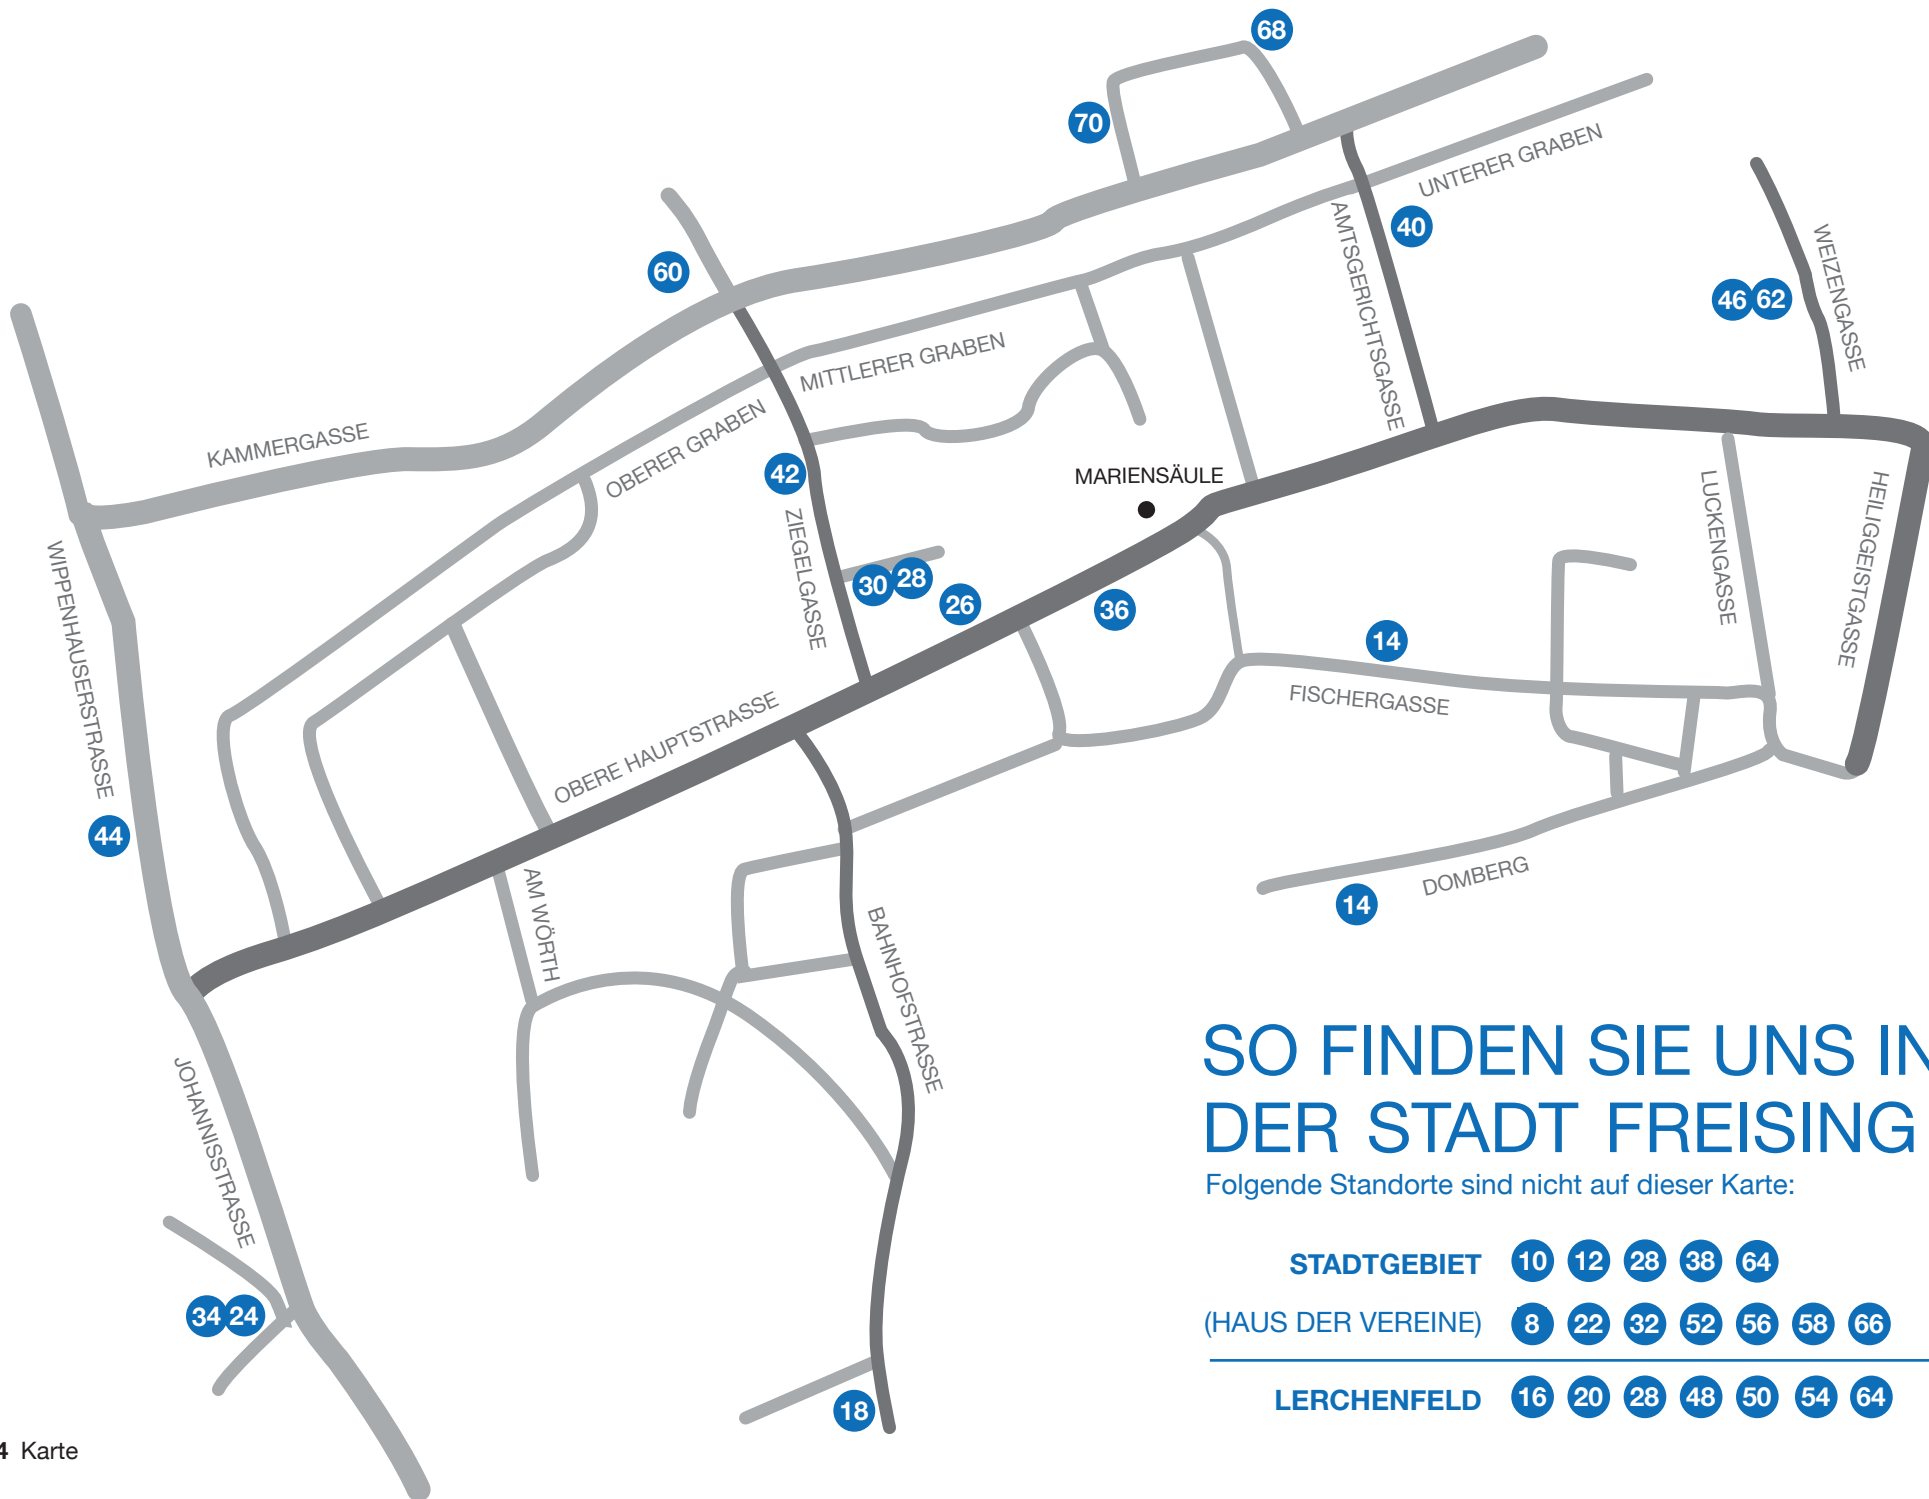 68
70
UNTERER GRABEN
40
AMTSGERICHTSGASSE
WEIZENGASSE
46 62
60
MITTLERER GRABEN
KAMMERGASSE
OBERER GRABEN
42
ZIEGELGASSE
MARIENSÄULE
LUCKENGASSE
HEILIGGEISTGASSE
WIPPENHAUSERSTRASSE
30 28
26
36
14
FISCHERGASSE
OBERE HAUPTSTRASSE
44
AM WÖRTH
DOMBERG
14
BAHNHOFSTRASSE
JOHANNISSTRASSE
34 24
18
SO FINDEN SIE UNS IN
DER STADT FREISING
Folgende Standorte sind nicht auf dieser Karte:
STADTGEBIET 10 12 28 38 64
(HAUS DER VEREINE) 8 22 32 52 56 58 66
LERCHENFELD 16 20 28 48 50 54 64
4 Karte